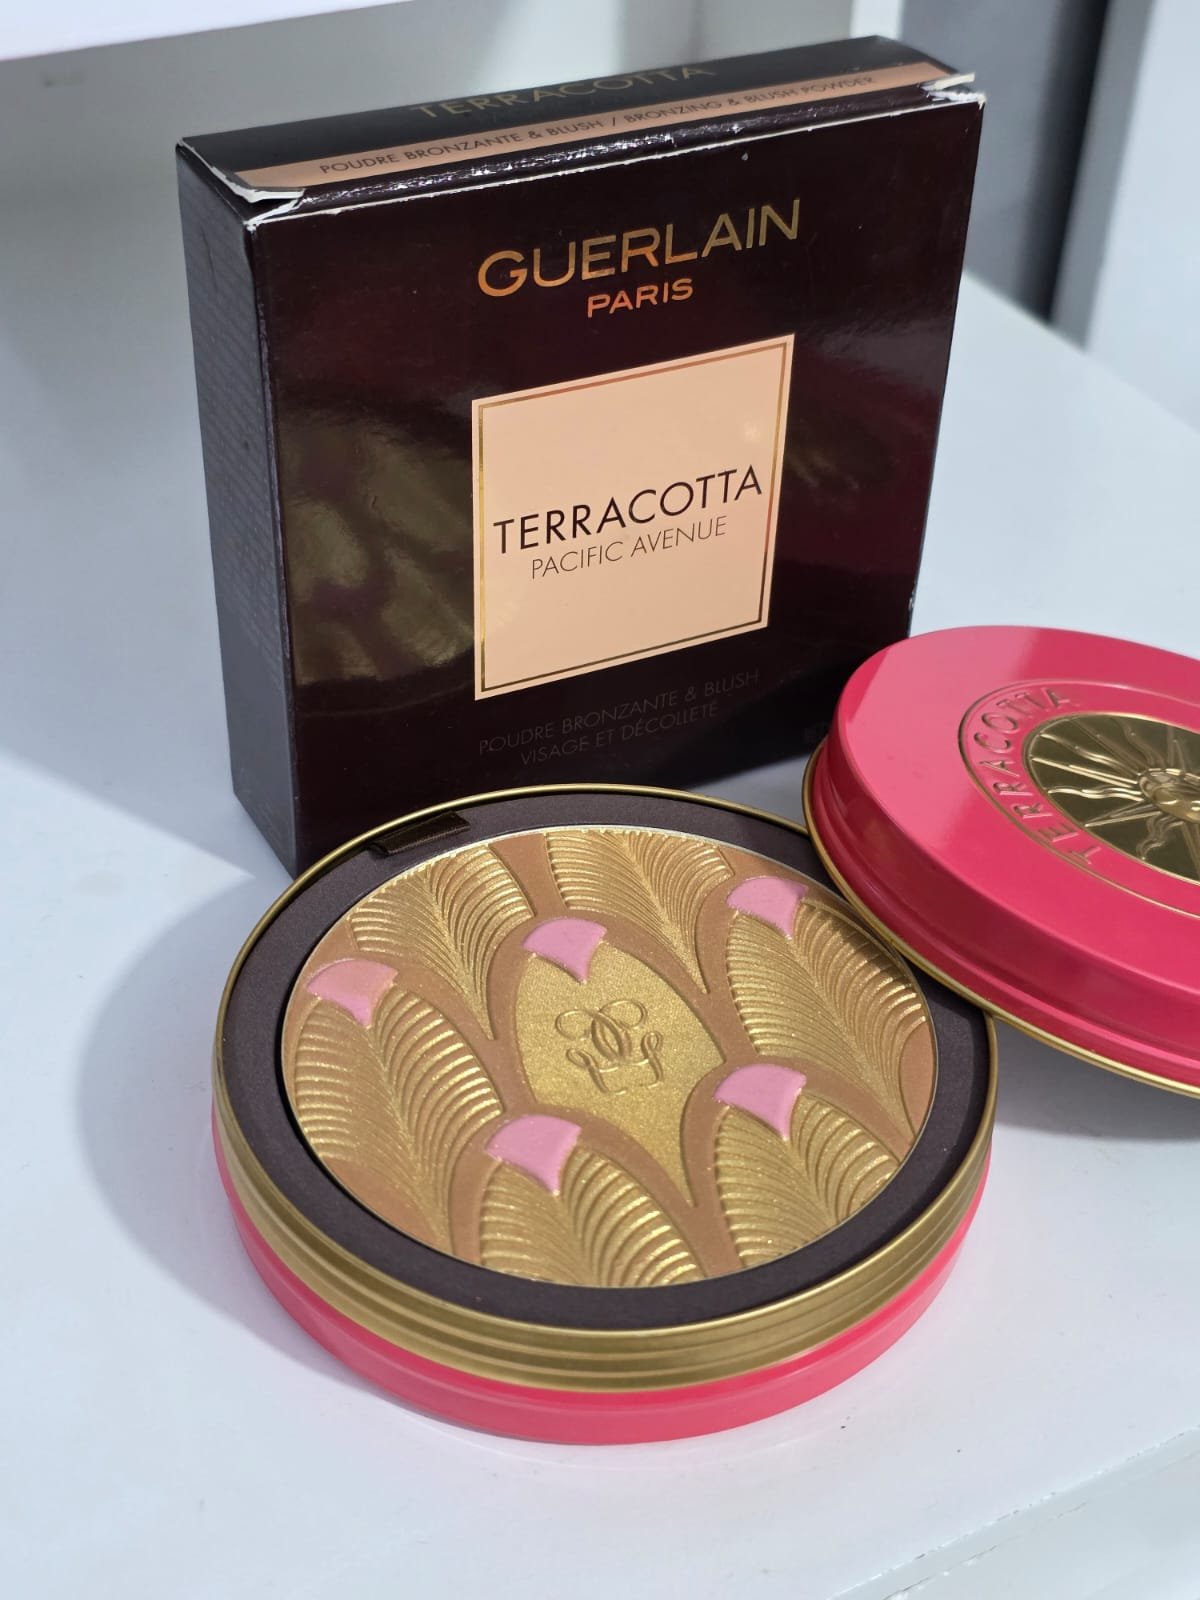 TERRACOTTA
POUDRE BRONZANTE & BLUSH / BRONZING & BLUSH POWDER
GUERLAIN
PARIS
TERRACOTTA
PACIFIC AVENUE
POUDRE BRONZANTE & BLUSH
VISAGE ET DÉCOLLETÉ
TERRACOTTA